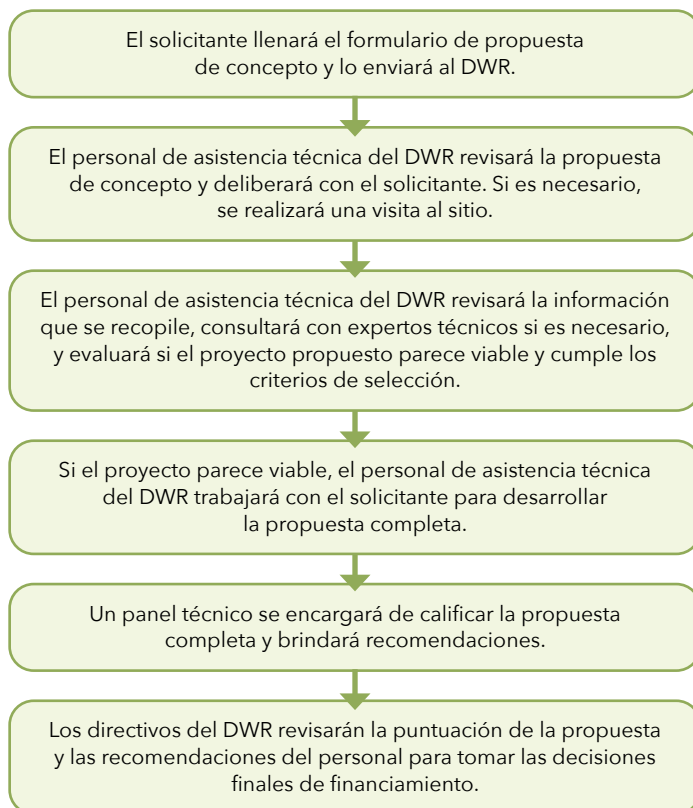 El solicitante llenará el formulario de propuesta
de concepto y lo enviará al DWR.
El personal de asistencia técnica del DWR revisará la propuesta
de concepto y deliberará con el solicitante. Si es necesario,
se realizará una visita al sitio.
El personal de asistencia técnica del DWR revisará la información
que se recopile, consultará con expertos técnicos si es necesario,
y evaluará si el proyecto propuesto parece viable y cumple los
criterios de selección.
Si el proyecto parece viable, el personal de asistencia técnica
del DWR trabajará con el solicitante para desarrollar
la propuesta completa.
Un panel técnico se encargará de calificar la propuesta
completa y brindará recomendaciones.
Los directivos del DWR revisarán la puntuación de la propuesta
y las recomendaciones del personal para tomar las decisiones
finales de financiamiento.